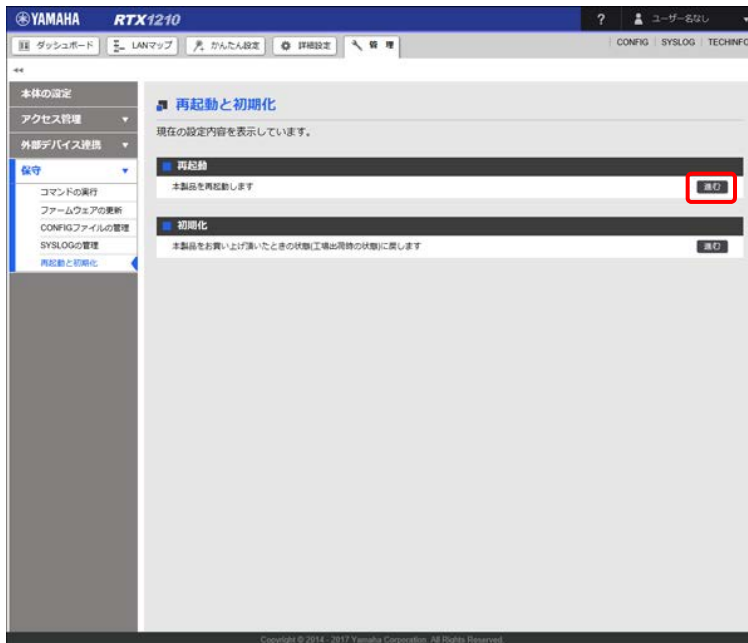 YAMAHA RTX1210 ? ユーザー名なし
ダッシュボード LANマップ かんたん設定 詳細設定 管理 CONFIG SYSLOG TECHINFO
本体の設定
アクセス管理
外部デバイス連携
保守
コマンドの実行
ファームウェアの更新
CONFIGファイルの管理
SYSLOGの管理
再起動と初期化
再起動と初期化
現在の設定内容を表示しています。
再起動
本製品を再起動します 進む
初期化
本製品をお買い上げ頂いたときの状態(工場出荷時の状態)に戻します 進む
Copyright © 2014 - 2017 Yamaha Corporation. All Rights Reserved.